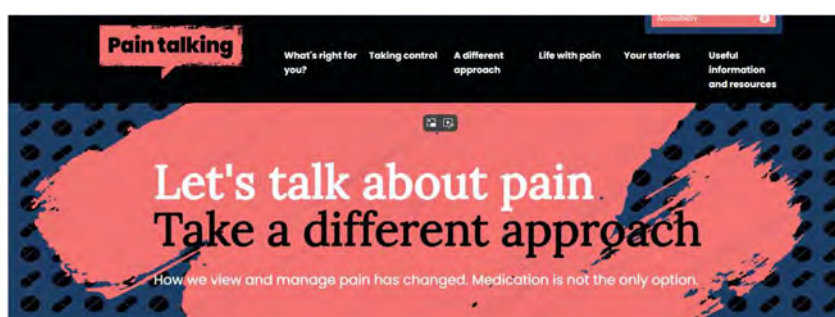 Accessibility
Pain talking
What's right for you?
Taking control
A different approach
Life with pain
Your stories
Useful information and resources
Let's talk about pain
Take a different approach
How we view and manage pain has changed. Medication is not the only option.